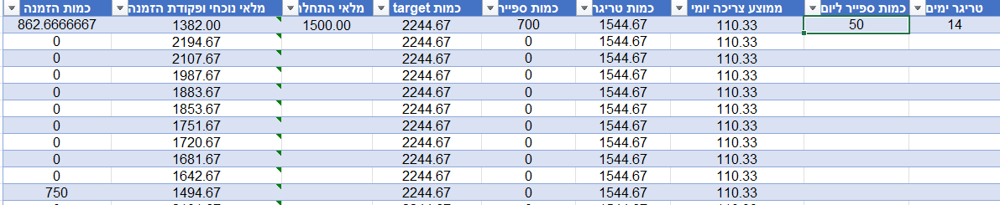 טריגר ימים כמות ספייר ליום ממוצע צריכה יומי כמות טריגר כמות ספייר כמות target מלאי התחלתי מלאי נוכחי ופקודת הזמנה כמות הזמנה
14 50 110.33 1544.67 700 2244.67 1500.00 1382.00 862.6666667
110.33 1544.67 0 2244.67 2194.67 0
110.33 1544.67 0 2244.67 2107.67 0
110.33 1544.67 0 2244.67 1987.67 0
110.33 1544.67 0 2244.67 1883.67 0
110.33 1544.67 0 2244.67 1853.67 0
110.33 1544.67 0 2244.67 1751.67 0
110.33 1544.67 0 2244.67 1720.67 0
110.33 1544.67 0 2244.67 1681.67 0
110.33 1544.67 0 2244.67 1642.67 0
110.33 1544.67 0 2244.67 1494.67 750